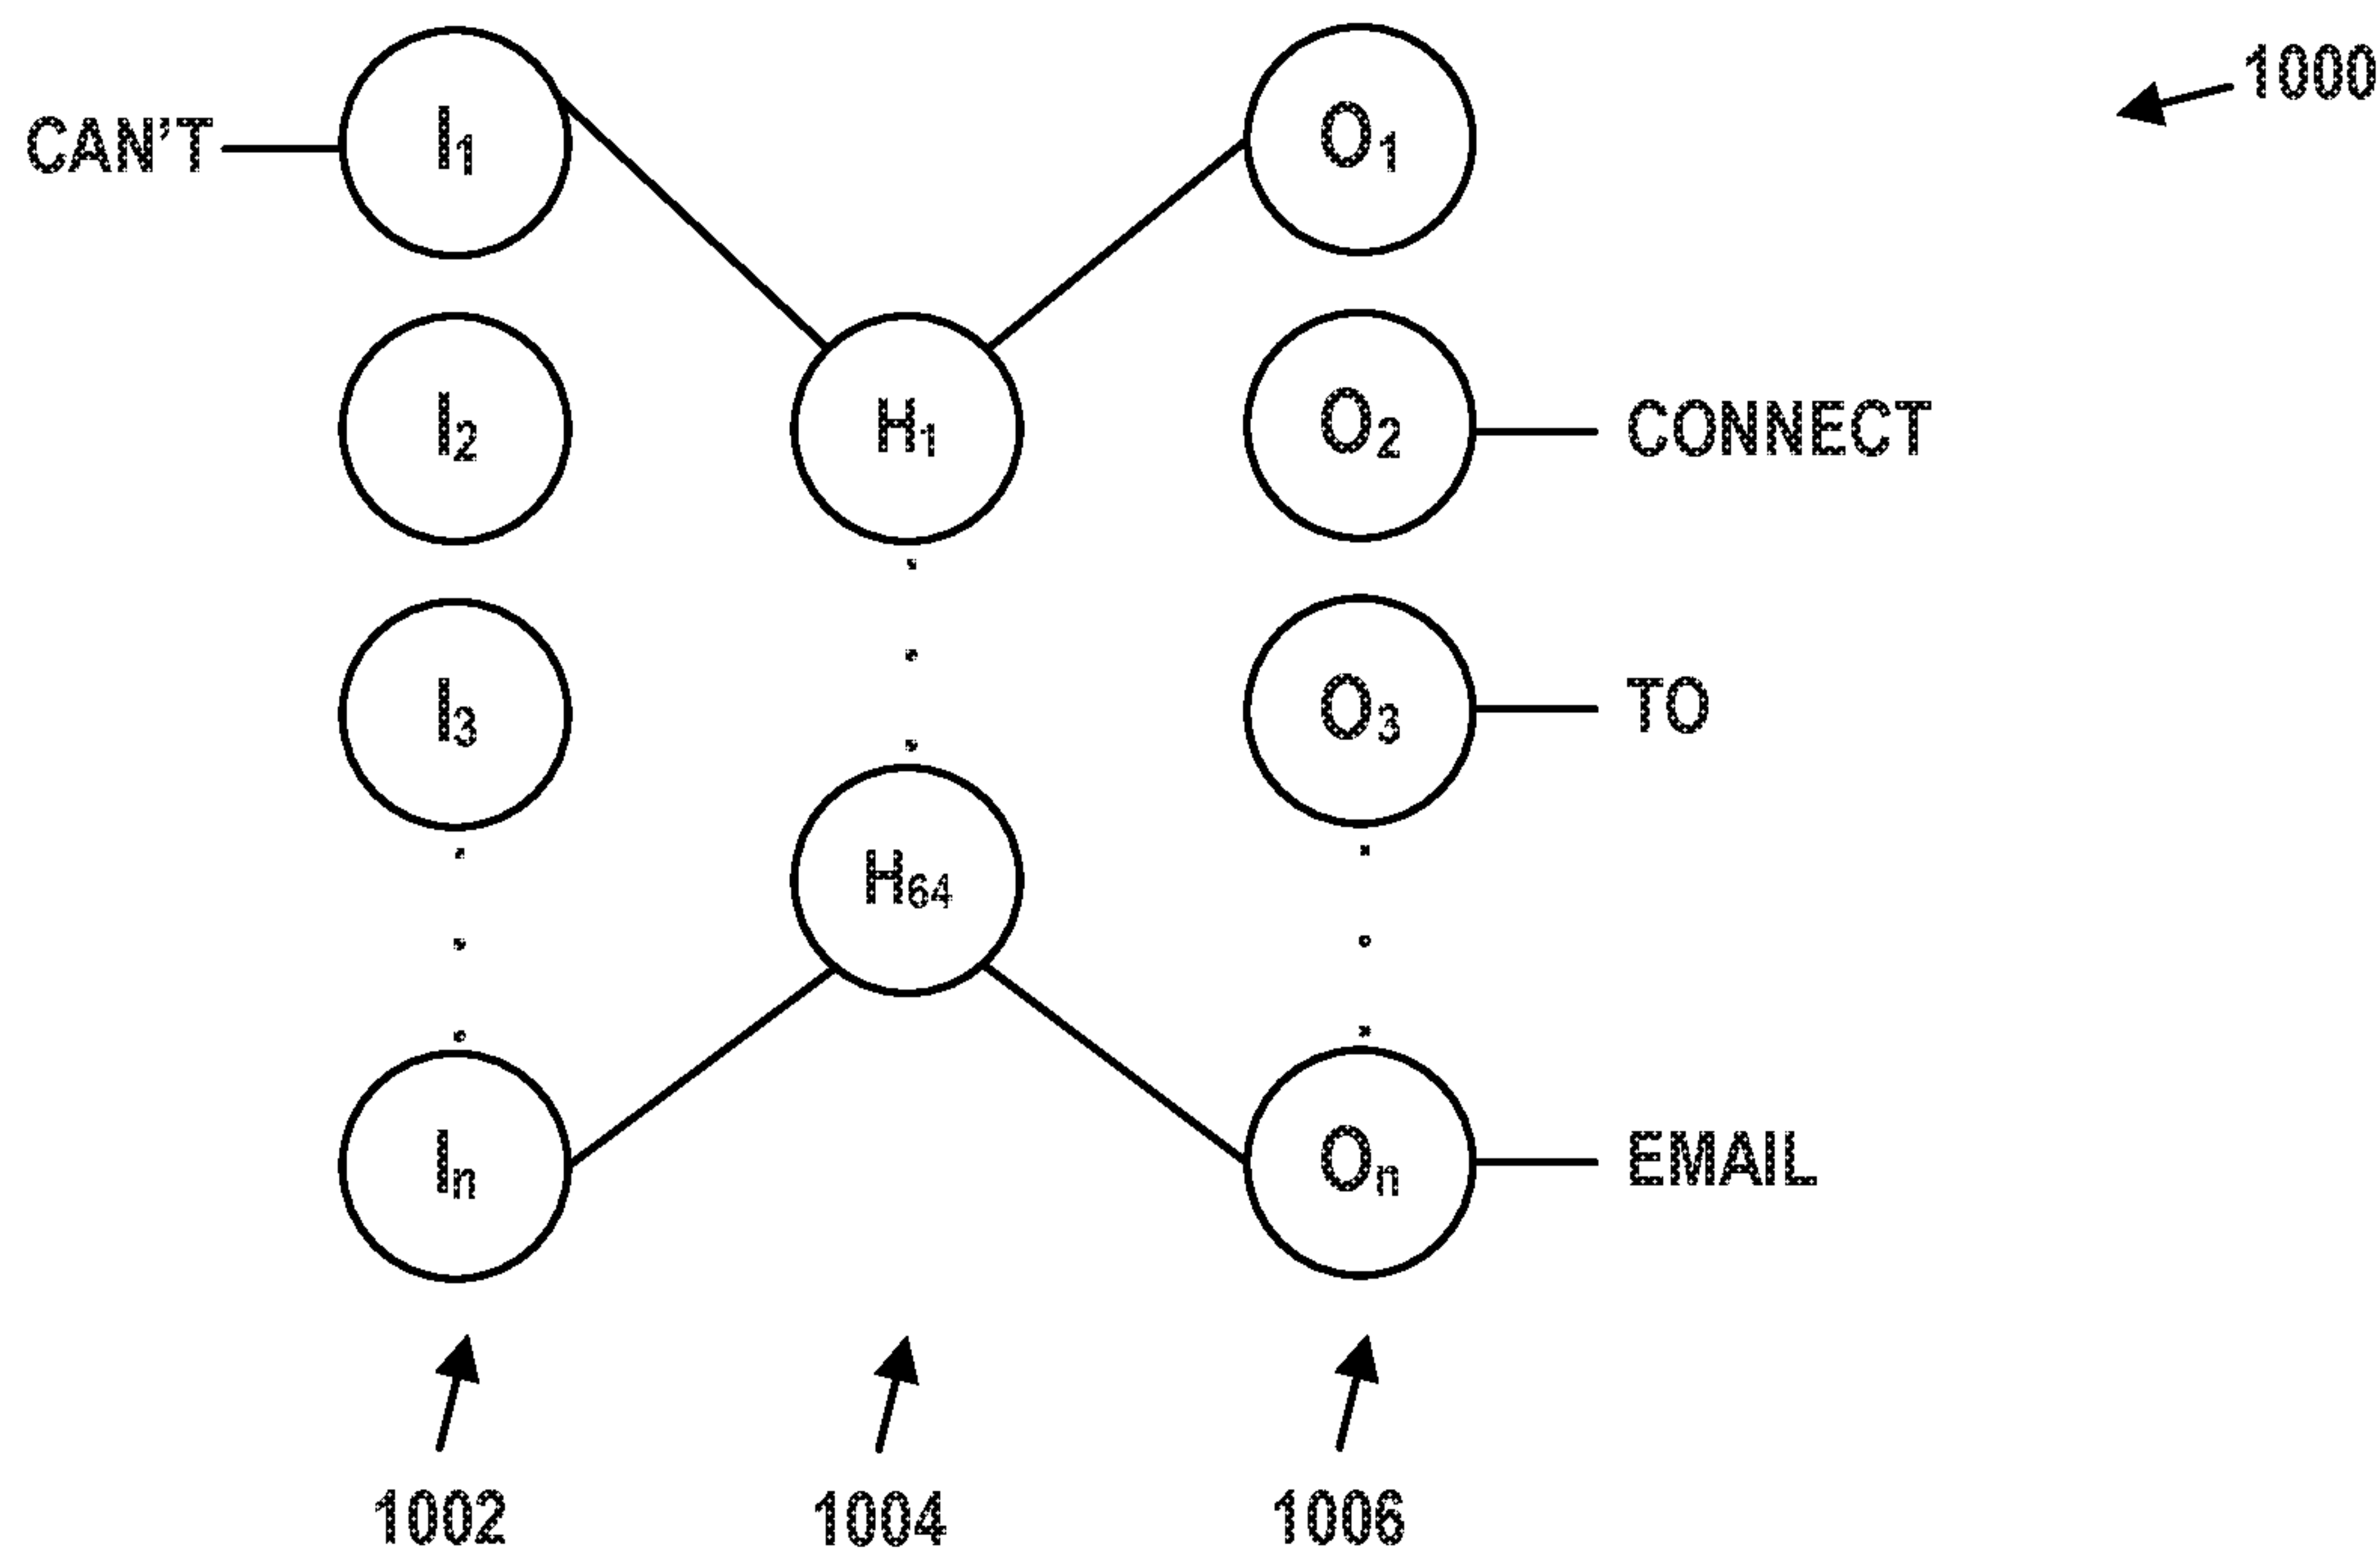 1000
CAN'T I₁ O₁
I₂ H₁ O₂ CONNECT
I₃ O₃ TO
H₆₄
Iₙ Oₙ EMAIL
1002 1004 1006